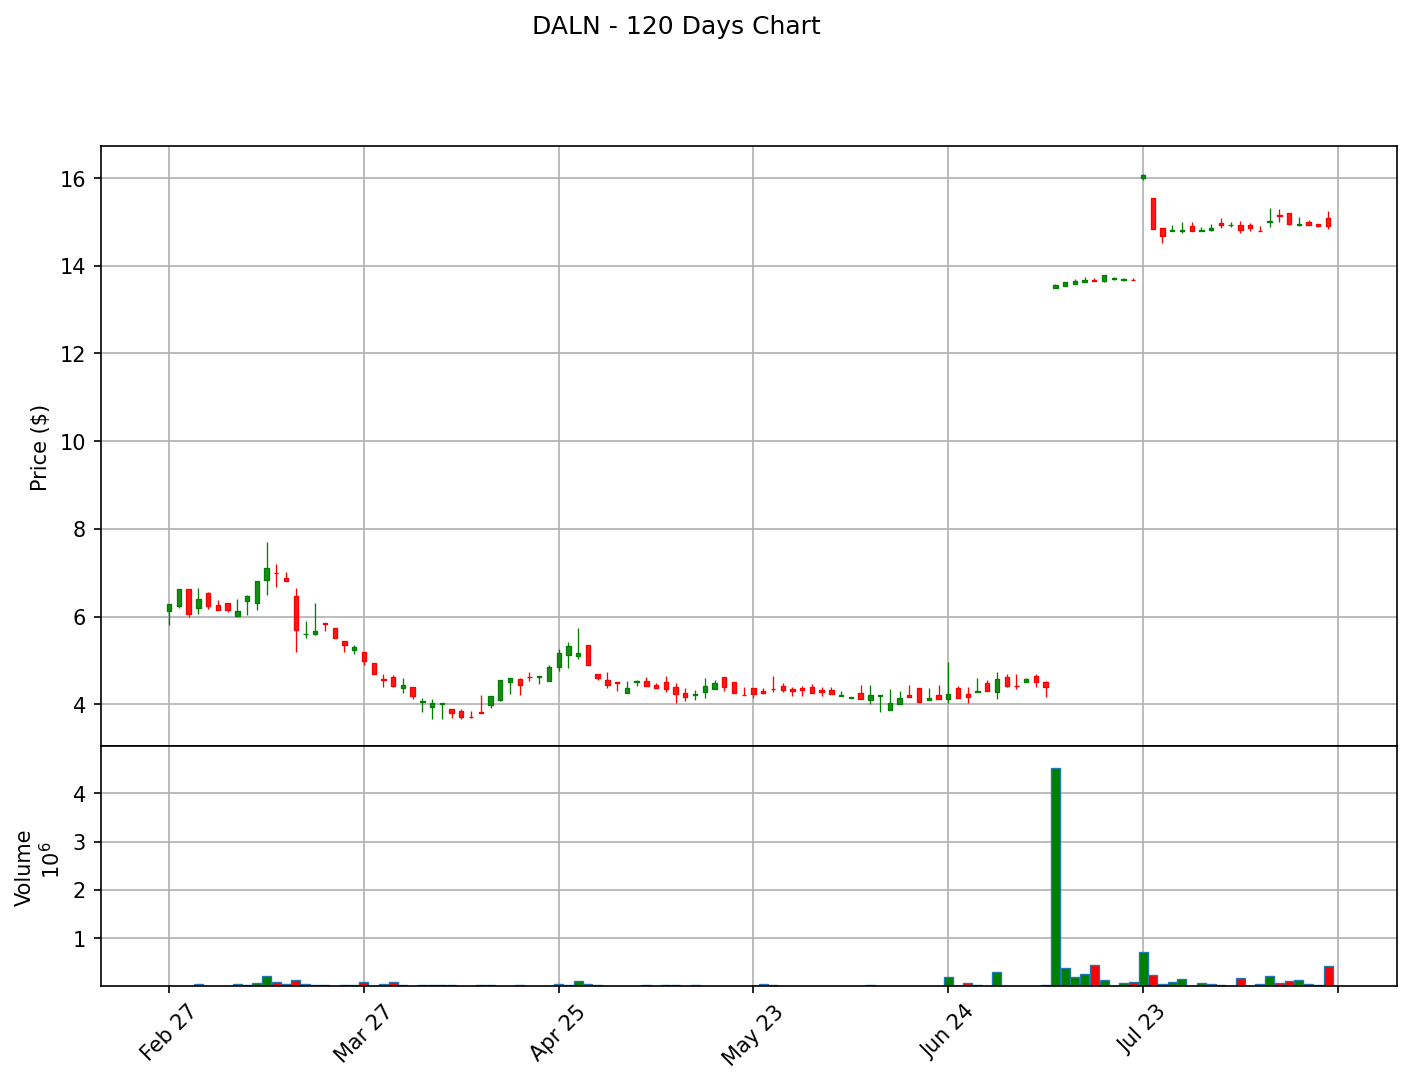 DALN - 120 Days Chart
Price ($)
16
14
12
10
8
6
4
Volume
10^6
4
3
2
1
Feb 27
Mar 27
Apr 25
May 23
Jun 24
Jul 23